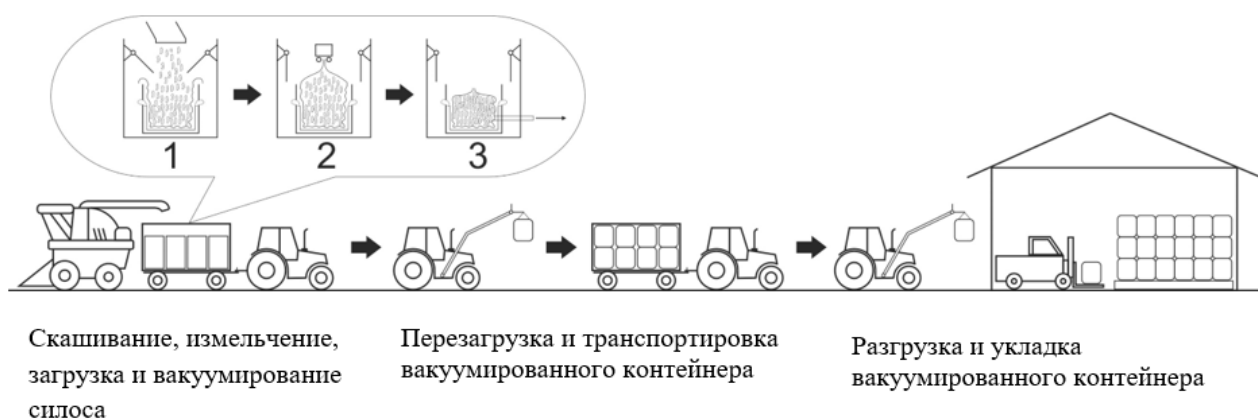 1
2
3
Скашивание, измельчение,
загрузка и вакуумирование
силоса
Перезагрузка и транспортировка
вакуумированного контейнера
Разгрузка и укладка
вакуумированного контейнера